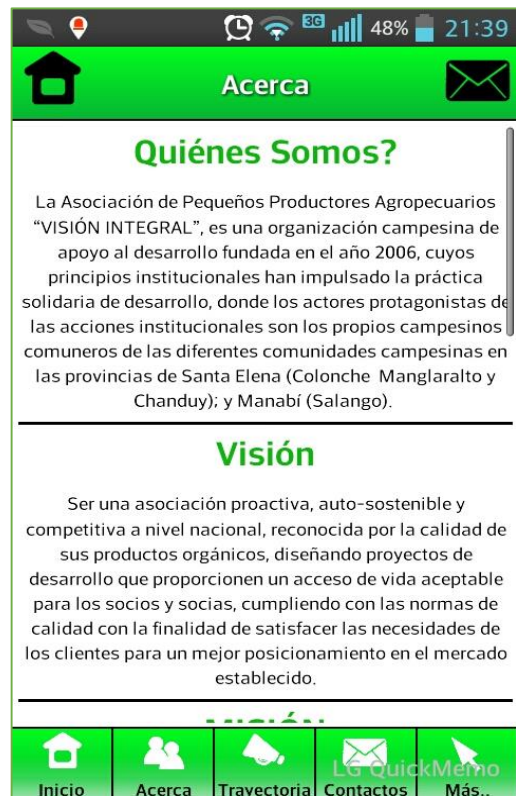 3G 48% 21:39
Acerca
Quiénes Somos?
La Asociación de Pequeños Productores Agropecuarios
“VISIÓN INTEGRAL”, es una organización campesina de
apoyo al desarrollo fundada en el año 2006, cuyos
principios institucionales han impulsado la práctica
solidaria de desarrollo, donde los actores protagonistas de
las acciones institucionales son los propios campesinos
comuneros de las diferentes comunidades campesinas en
las provincias de Santa Elena (Colonche Manglaralto y
Chanduy); y Manabí (Salango).
Visión
Ser una asociación proactiva, auto-sostenible y
competitiva a nivel nacional, reconocida por la calidad de
sus productos orgánicos, diseñando proyectos de
desarrollo que proporcionen un acceso de vida aceptable
para los socios y socias, cumpliendo con las normas de
calidad con la finalidad de satisfacer las necesidades de
los clientes para un mejor posicionamiento en el mercado
establecido.
MISIÓN
LG QuickMemo
Inicio Acerca Trayectoria Contactos Más..